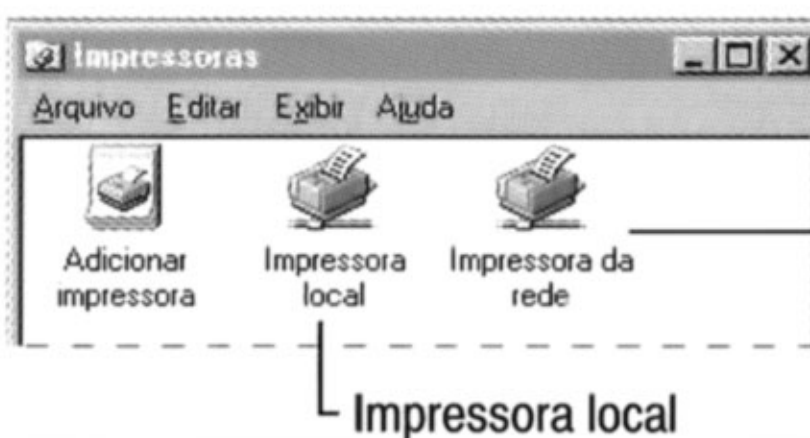 Impressoras
Arquivo Editar Exibir Ajuda
Adicionar impressora
Impressora local
Impressora da rede
Impressora local